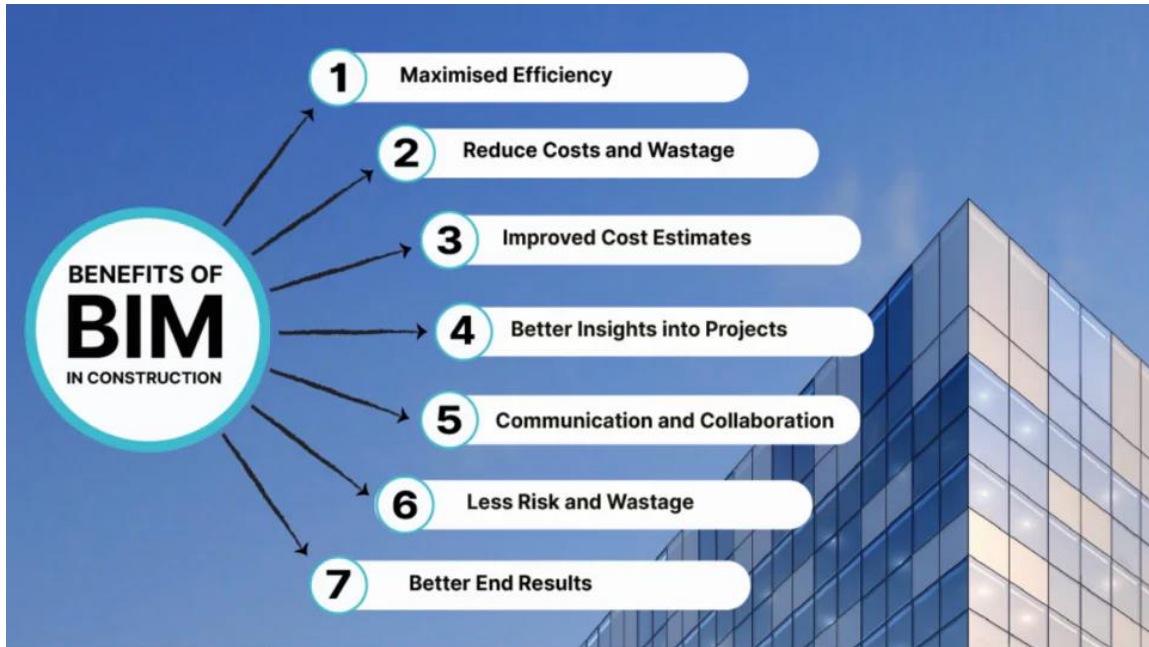 BENEFITS OF
BIM
IN CONSTRUCTION
1 Maximised Efficiency
2 Reduce Costs and Wastage
3 Improved Cost Estimates
4 Better Insights into Projects
5 Communication and Collaboration
6 Less Risk and Wastage
7 Better End Results